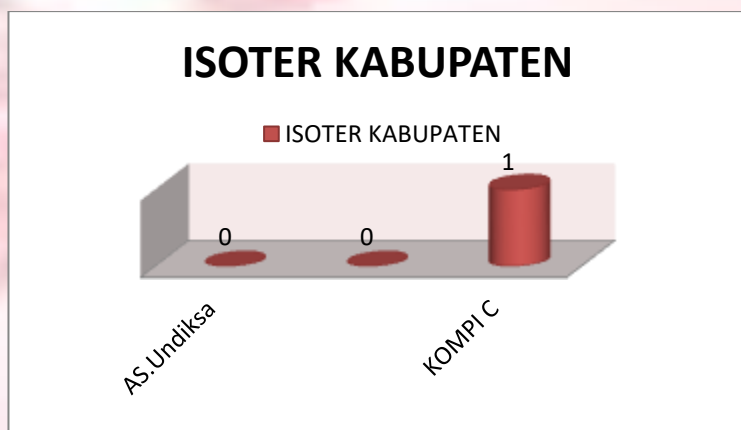 ISOTER KABUPATEN
ISOTER KABUPATEN
1
0
0
AS.Undiksa
KOMPI C